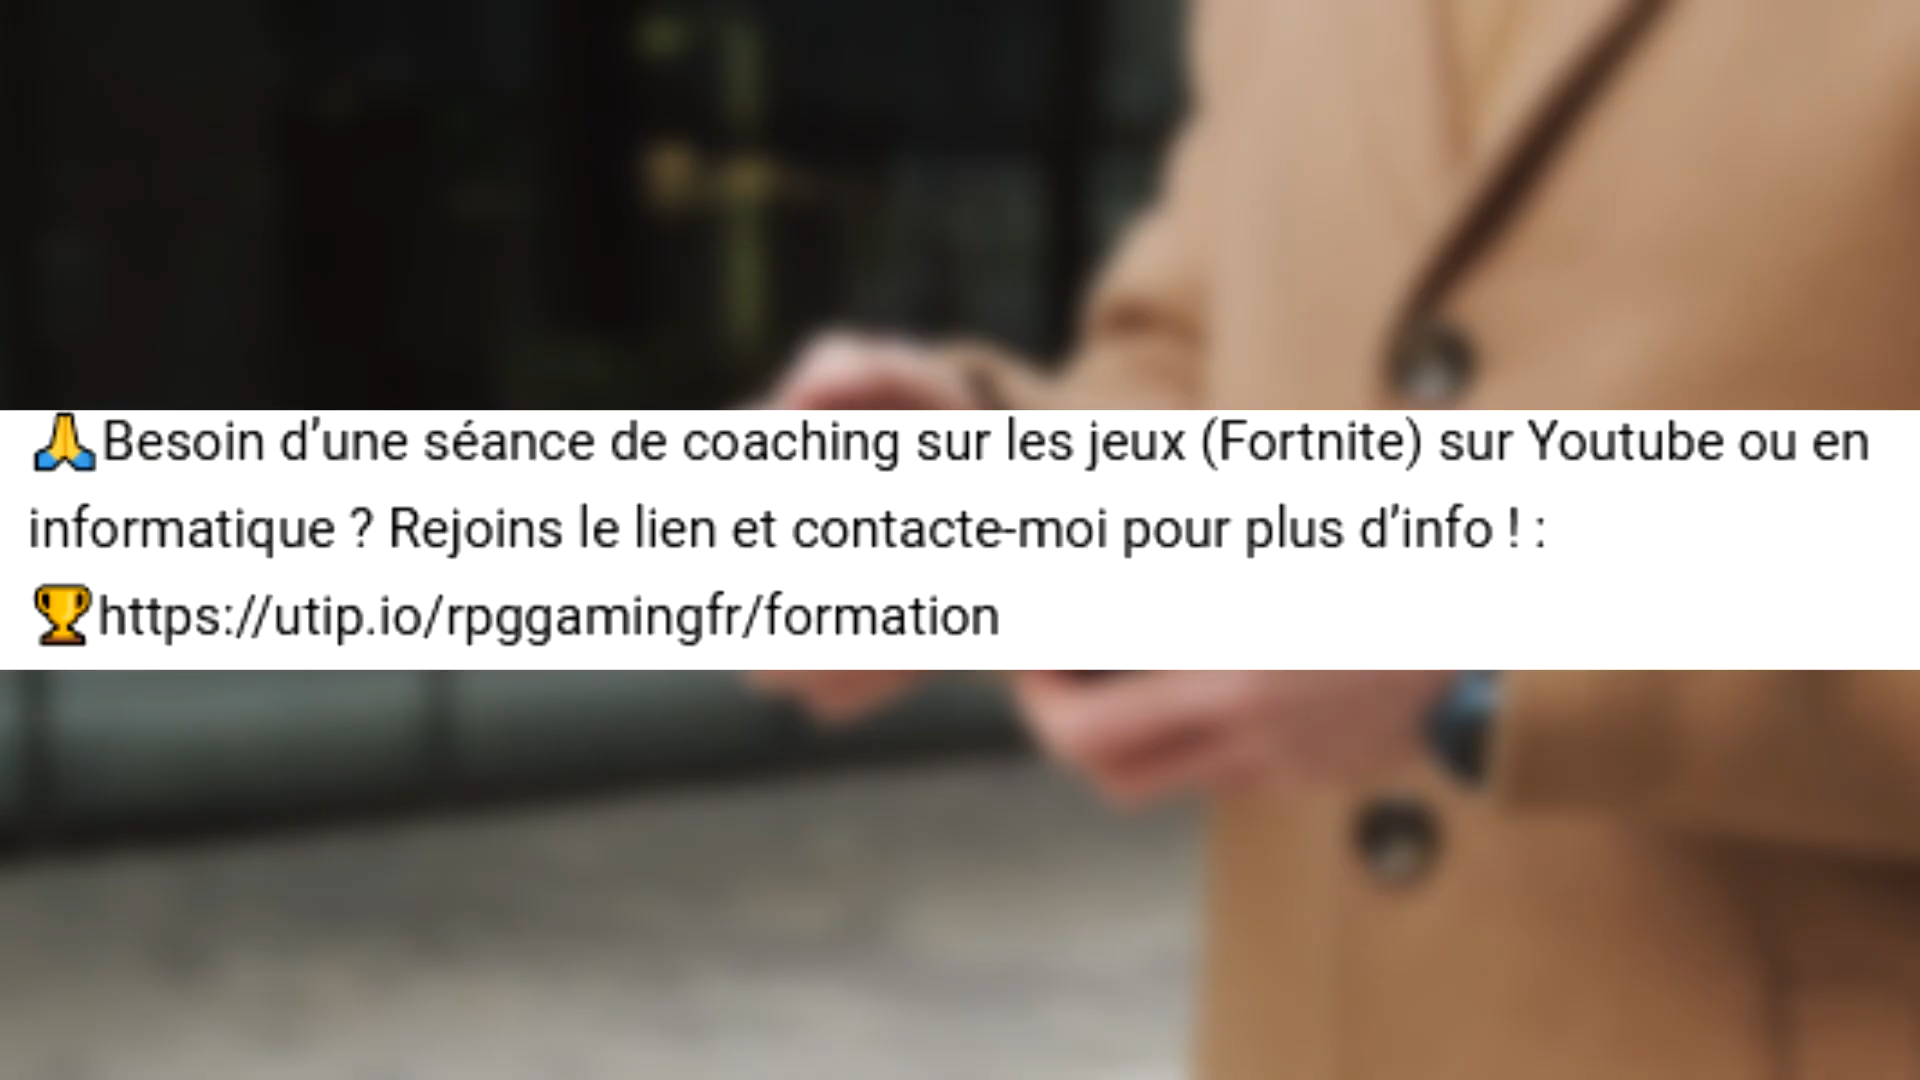 🙏Besoin d’une séance de coaching sur les jeux (Fortnite) sur Youtube ou en
informatique ? Rejoins le lien et contacte-moi pour plus d’info ! :
🏆https://utip.io/rpggamingfr/formation